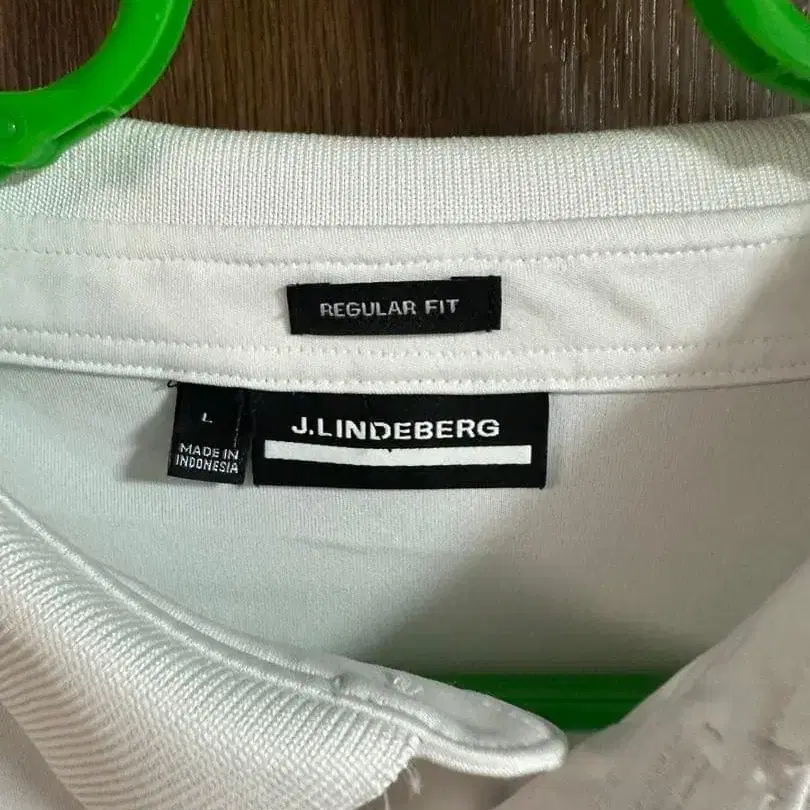 REGULAR FIT
L
MADE IN
INDONESIA
J.LINDEBERG